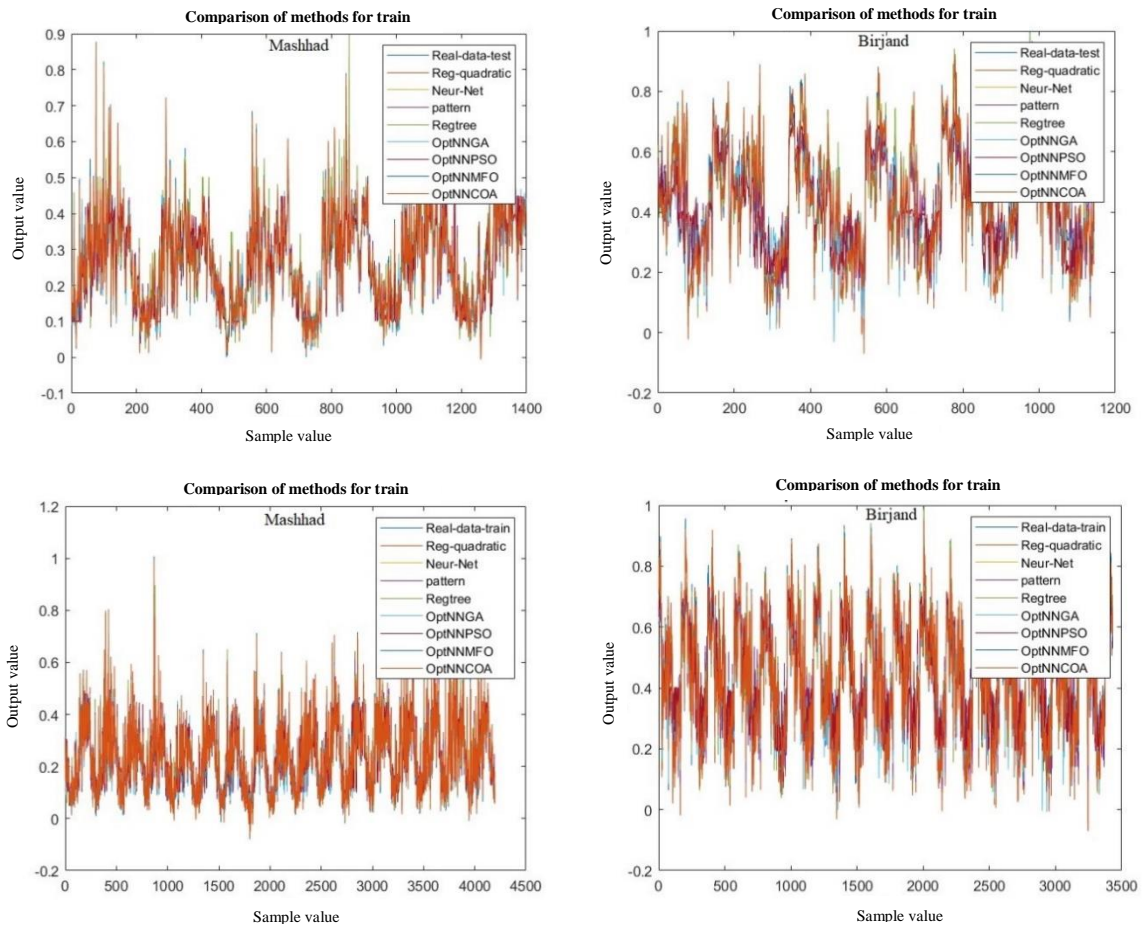 Comparison of methods for train
Mashhad
Real-data-test
Reg-quadratic
Neur-Net
pattern
Regtree
OptNNGA
OptNNPSO
OptNNMFO
OptNNCOA
0.9
0.8
0.7
0.6
0.5
0.4
0.3
0.2
0.1
0
-0.1
Output value
0 200 400 600 800 1000 1200 1400
Sample value
Comparison of methods for train
Birjand
Real-data-test
Reg-quadratic
Neur-Net
pattern
Regtree
OptNNGA
OptNNPSO
OptNNMFO
OptNNCOA
1
0.8
0.6
0.4
0.2
0
-0.2
Output value
0 200 400 600 800 1000 1200
Sample value
Comparison of methods for train
Mashhad
Real-data-train
Reg-quadratic
Neur-Net
pattern
Regtree
OptNNGA
OptNNPSO
OptNNMFO
OptNNCOA
1.2
1
0.8
0.6
0.4
0.2
0
-0.2
Output value
0 500 1000 1500 2000 2500 3000 3500 4000 4500
Sample value
Comparison of methods for train
Birjand
Real-data-train
Reg-quadratic
Neur-Net
pattern
Regtree
OptNNGA
OptNNPSO
OptNNMFO
OptNNCOA
1
0.8
0.6
0.4
0.2
0
-0.2
Output value
0 500 1000 1500 2000 2500 3000 3500
Sample value